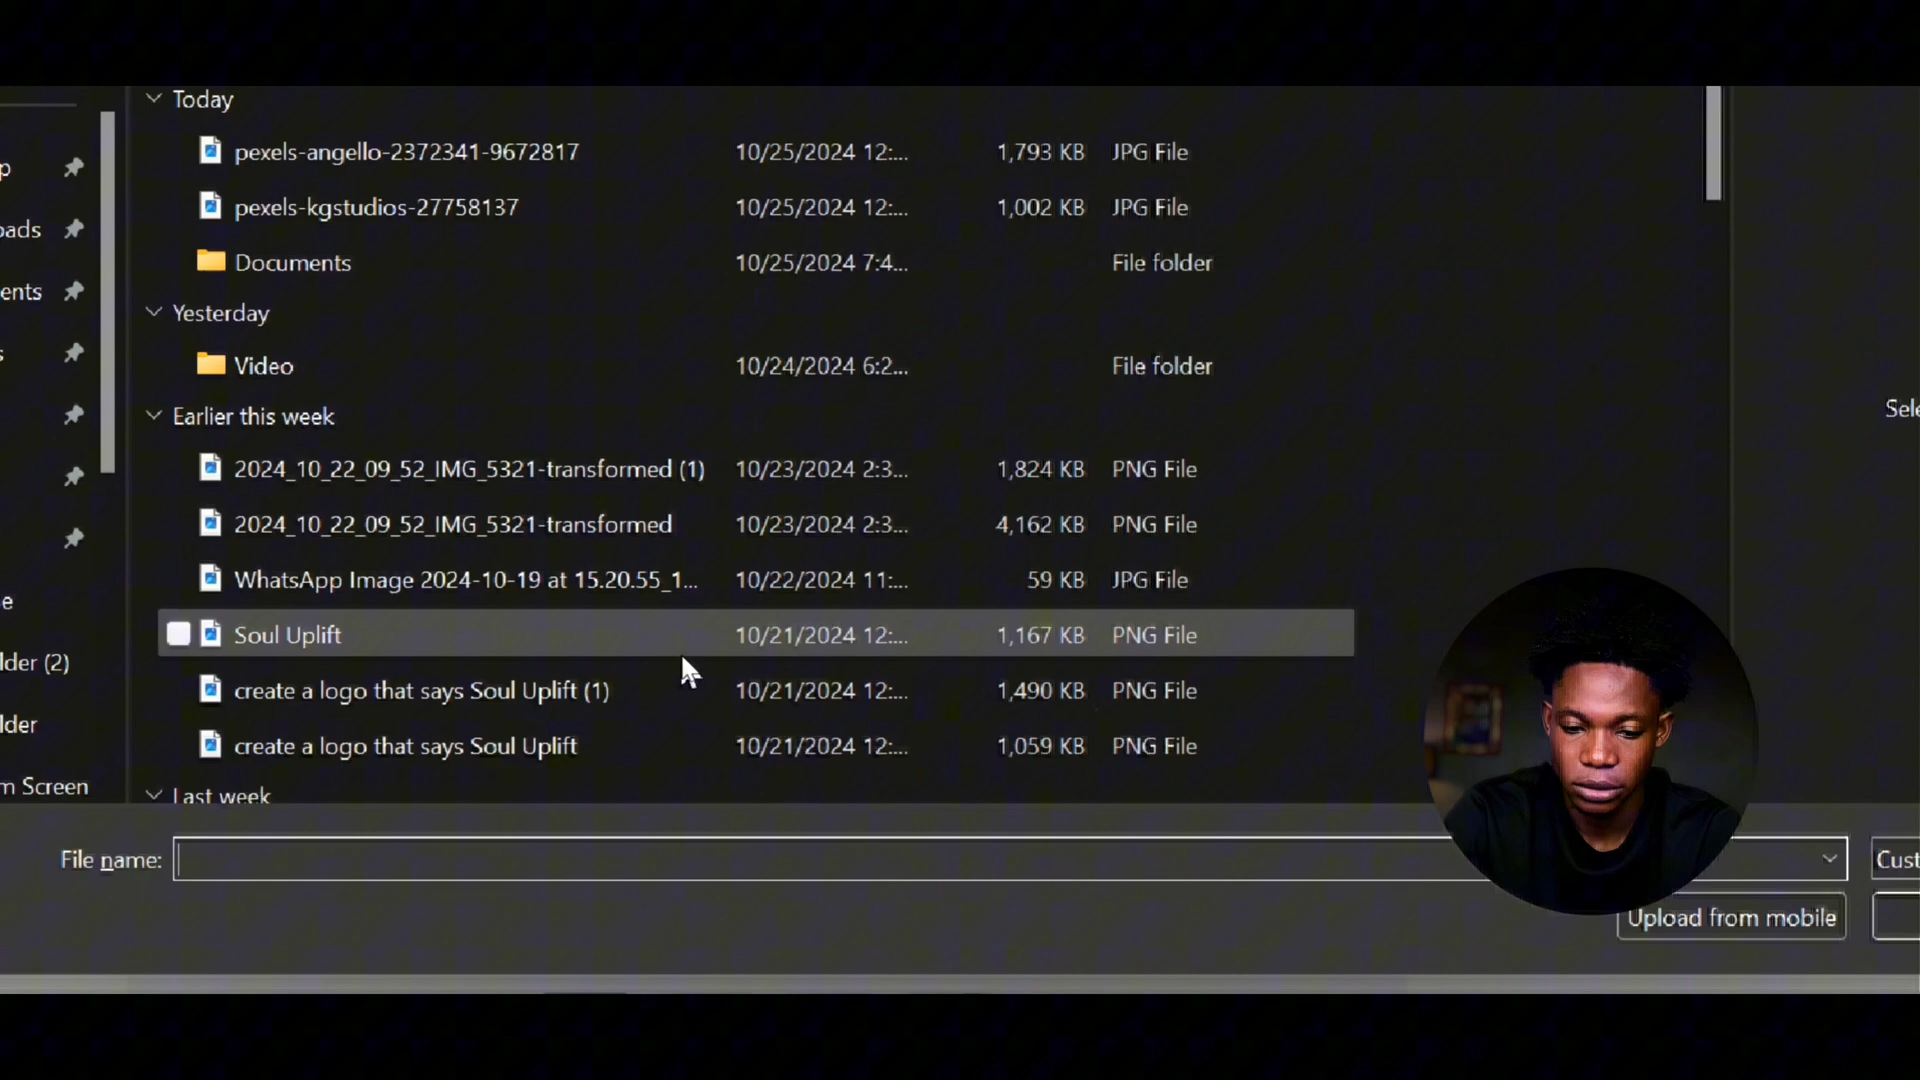 Today
pexels-angello-2372341-9672817 10/25/2024 12:... 1,793 KB JPG File
p
pexels-kgstudios-27758137 10/25/2024 12:... 1,002 KB JPG File
oads
Documents 10/25/2024 7:4... File folder
ents
Yesterday
s
Video 10/24/2024 6:2... File folder
Earlier this week
Sele
2024_10_22_09_52_IMG_5321-transformed (1) 10/23/2024 2:3... 1,824 KB PNG File
2024_10_22_09_52_IMG_5321-transformed 10/23/2024 2:3... 4,162 KB PNG File
WhatsApp Image 2024-10-19 at 15.20.55_1... 10/22/2024 11:... 59 KB JPG File
e
Soul Uplift 10/21/2024 12:... 1,167 KB PNG File
lder (2)
create a logo that says Soul Uplift (1) 10/21/2024 12:... 1,490 KB PNG File
lder
create a logo that says Soul Uplift 10/21/2024 12:... 1,059 KB PNG File
m Screen
Last week
File name:
Cust
Upload from mobile